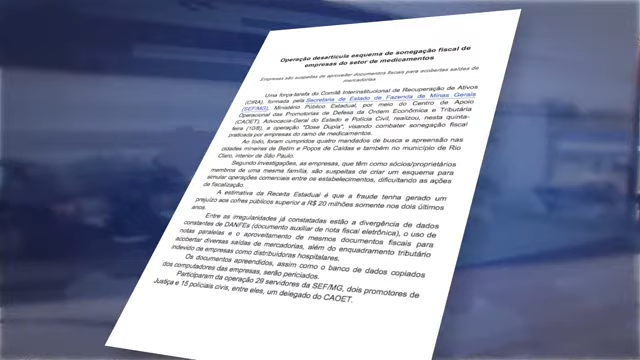 Operação desarticula esquema de sonegação fiscal de
empresas do setor de medicamentos
Empresas são suspeitas de aproveitar documentos fiscais para acobertar saídas de
mercadorias
Uma força-tarefa do Comitê Interinstitucional de Recuperação de Ativos
(CIRA), formada pela Secretaria de Estado de Fazenda de Minas Gerais
(SEF/MG), Ministério Público Estadual, por meio do Centro de Apoio
Operacional das Promotorias de Defesa da Ordem Econômica e Tributária
(CAOET), Advocacia-Geral do Estado e Polícia Civil, realizou, nesta quinta-
feira (10/8), a operação "Dose Dupla", visando combater sonegação fiscal
praticada por empresas do ramo de medicamentos.
Ao todo, foram cumpridos quatro mandados de busca e apreensão nas
cidades mineiras de Betim e Poços de Caldas e também no município de Rio
Claro, interior de São Paulo.
Segundo investigações, as empresas, que têm como sócios/proprietários
membros de uma mesma família, são suspeitas de criar um esquema para
simular operações comerciais entre os estabelecimentos, dificultando as ações
de fiscalização.
A estimativa da Receita Estadual é que a fraude tenha gerado um
prejuízo aos cofres públicos superior a R$ 20 milhões somente nos dois últimos
anos.
Entre as irregularidades já constatadas estão a divergência de dados
constantes de DANFEs (documento auxiliar de nota fiscal eletrônica), o uso de
notas paralelas e o aproveitamento de mesmos documentos fiscais para
acobertar diversas saídas de mercadorias, além do enquadramento tributário
indevido de empresas como distribuidoras hospitalares.
Os documentos apreendidos, assim como o banco de dados copiados
dos computadores das empresas, serão periciados.
Participaram da operação 29 servidores da SEF/MG, dois promotores de
Justiça e 15 policiais civis, entre eles, um delegado do CAOET.